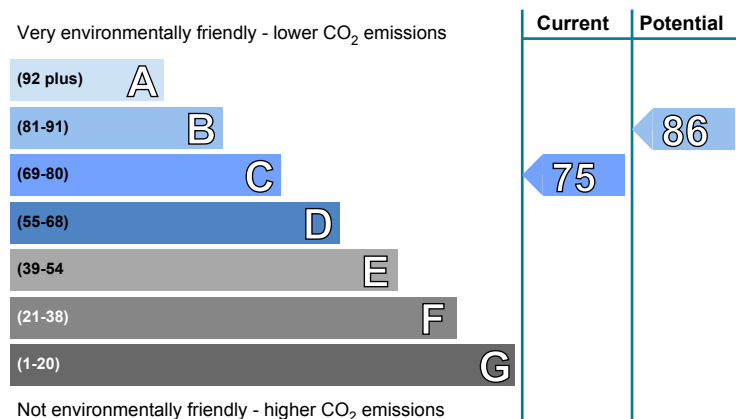 Very environmentally friendly - lower CO₂ emissions
Current
Potential
(92 plus) A
(81-91) B
86
(69-80) C
75
(55-68) D
(39-54 E
(21-38) F
(1-20) G
Not environmentally friendly - higher CO₂ emissions